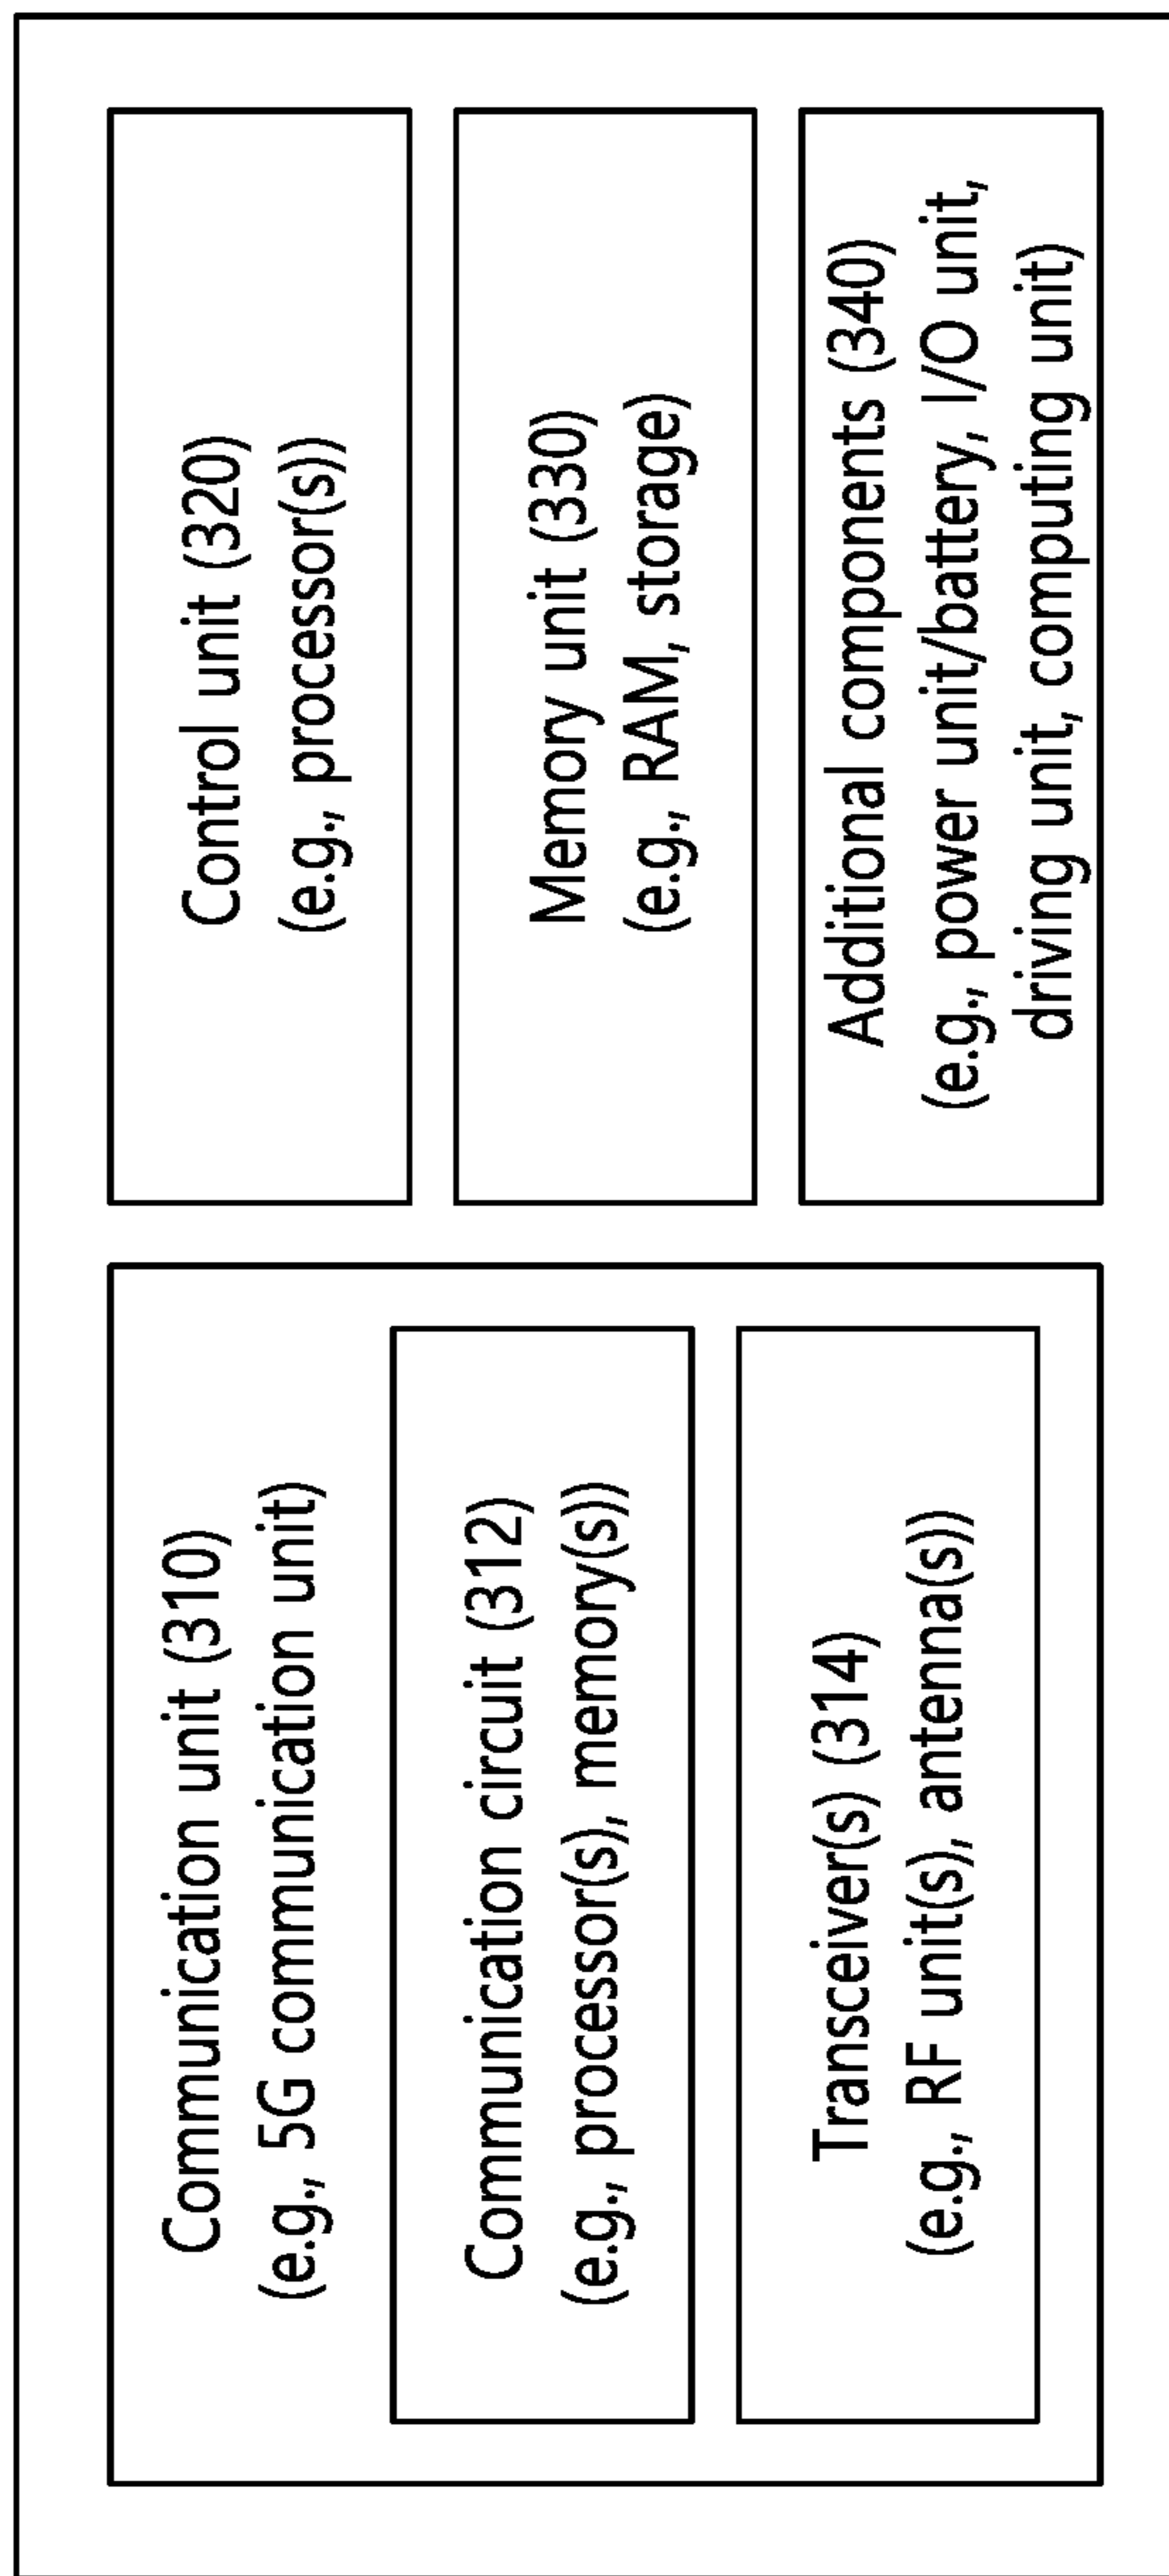 Communication unit (310)
(e.g., 5G communication unit)
Communication circuit (312)
(e.g., processor(s), memory(s))
Transceiver(s) (314)
(e.g., RF unit(s), antenna(s))
Control unit (320)
(e.g., processor(s))
Memory unit (330)
(e.g., RAM, storage)
Additional components (340)
(e.g., power unit/battery, I/O unit,
driving unit, computing unit)